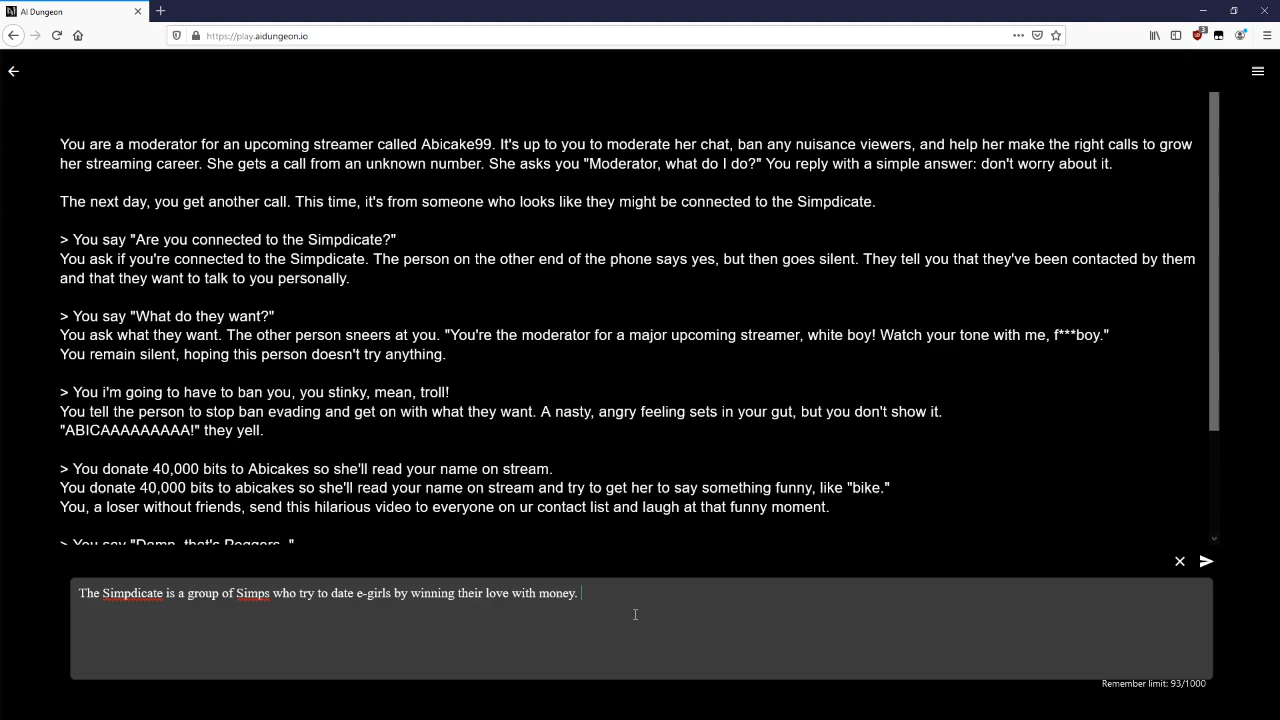 AI Dungeon
https://play.aidungeon.io
You are a moderator for an upcoming streamer called Abicake99. It's up to you to moderate her chat, ban any nuisance viewers, and help her make the right calls to grow
her streaming career. She gets a call from an unknown number. She asks you "Moderator, what do I do?" You reply with a simple answer: don't worry about it.
The next day, you get another call. This time, it's from someone who looks like they might be connected to the Simpdicate.
> You say "Are you connected to the Simpdicate?"
You ask if you're connected to the Simpdicate. The person on the other end of the phone says yes, but then goes silent. They tell you that they've been contacted by them
and that they want to talk to you personally.
> You say "What do they want?"
You ask what they want. The other person sneers at you. "You're the moderator for a major upcoming streamer, white boy! Watch your tone with me, f***boy."
You remain silent, hoping this person doesn't try anything.
> You i'm going to have to ban you, you stinky, mean, troll!
You tell the person to stop ban evading and get on with what they want. A nasty, angry feeling sets in your gut, but you don't show it.
"ABICAAAAAAAAA!" they yell.
> You donate 40,000 bits to Abicakes so she'll read your name on stream.
You donate 40,000 bits to abicakes so she'll read your name on stream and try to get her to say something funny, like "bike."
You, a loser without friends, send this hilarious video to everyone on ur contact list and laugh at that funny moment.
> You say "Damn, that's Poggers. "
The Simpdicate is a group of Simps who try to date e-girls by winning their love with money.
Remember limit: 93/1000